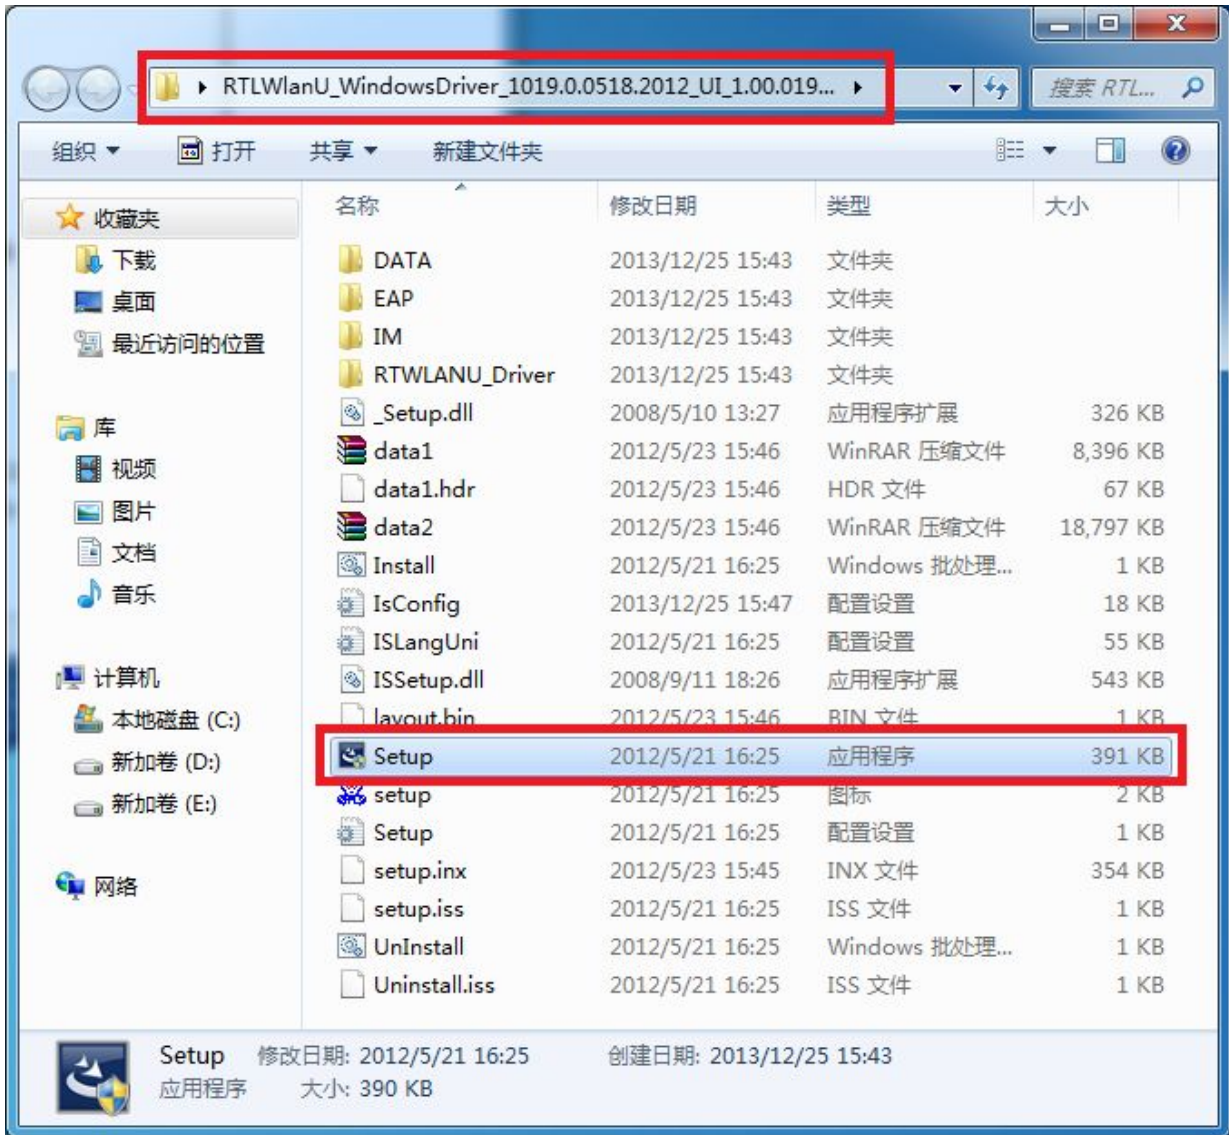 RTLWlanU_WindowsDriver_1019.0.0518.2012_UI_1.00.019...
搜索 RTL...
组织 打开 共享 新建文件夹
名称 修改日期 类型 大小
收藏夹
下载
桌面
最近访问的位置
库
视频
图片
文档
音乐
计算机
本地磁盘 (C:)
新加卷 (D:)
新加卷 (E:)
网络
DATA 2013/12/25 15:43 文件夹
EAP 2013/12/25 15:43 文件夹
IM 2013/12/25 15:43 文件夹
RTWLANU_Driver 2013/12/25 15:43 文件夹
_Setup.dll 2008/5/10 13:27 应用程序扩展 326 KB
data1 2012/5/23 15:46 WinRAR 压缩文件 8,396 KB
data1.hdr 2012/5/23 15:46 HDR 文件 67 KB
data2 2012/5/23 15:46 WinRAR 压缩文件 18,797 KB
Install 2012/5/21 16:25 Windows 批处理... 1 KB
IsConfig 2013/12/25 15:47 配置设置 18 KB
ISLangUni 2012/5/21 16:25 配置设置 55 KB
ISSetup.dll 2008/9/11 18:26 应用程序扩展 543 KB
layout.bin 2012/5/23 15:46 BIN 文件 1 KB
Setup 2012/5/21 16:25 应用程序 391 KB
setup 2012/5/21 16:25 图标 2 KB
Setup 2012/5/21 16:25 配置设置 1 KB
setup.inx 2012/5/23 15:45 INX 文件 354 KB
setup.iss 2012/5/21 16:25 ISS 文件 1 KB
UnInstall 2012/5/21 16:25 Windows 批处理... 1 KB
Uninstall.iss 2012/5/21 16:25 ISS 文件 1 KB
Setup 修改日期: 2012/5/21 16:25 创建日期: 2013/12/25 15:43
应用程序 大小: 390 KB